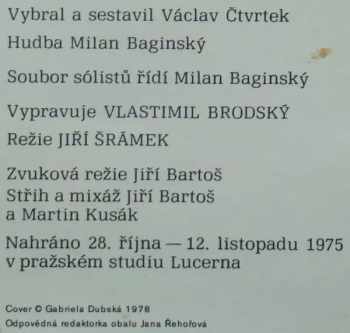 Vybral a sestavil Václav Čtvrtek
Hudba Milan Baginský
Soubor sólistů řídí Milan Baginský
Vypravuje VLASTIMIL BRODSKÝ
Režie JIŘÍ ŠRÁMEK
Zvuková režie Jiří Bartoš
Střih a mixáž Jiří Bartoš
a Martin Kusák
Nahráno 28. října — 12. listopadu 1975
v pražském studiu Lucerna
Cover © Gabriela Dubská 1976
Odpovědná redaktorka obalu Jana Řehořová